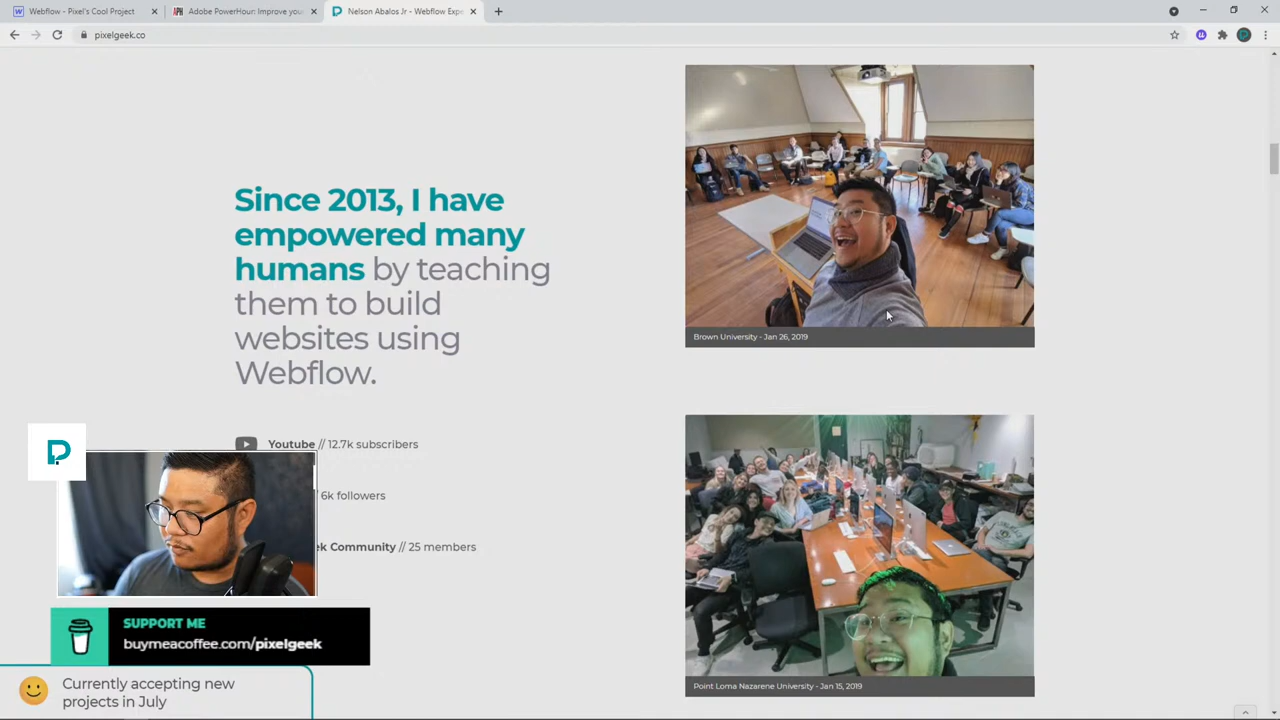 Webflow - Pixel's Cool Project
Adobe PowerHour: Improve you
Nelson Abalos Jr - Webflow Exp
pixelgeek.co
Since 2013, I have
empowered many
humans by teaching
them to build
websites using
Webflow.
Youtube // 12.7k subscribers
6k followers
ek Community // 25 members
SUPPORT ME
buymeacoffee.com/pixelgeek
Currently accepting new
projects in July
Brown University - Jan 26, 2019
Point Loma Nazarene University - Jan 15, 2019